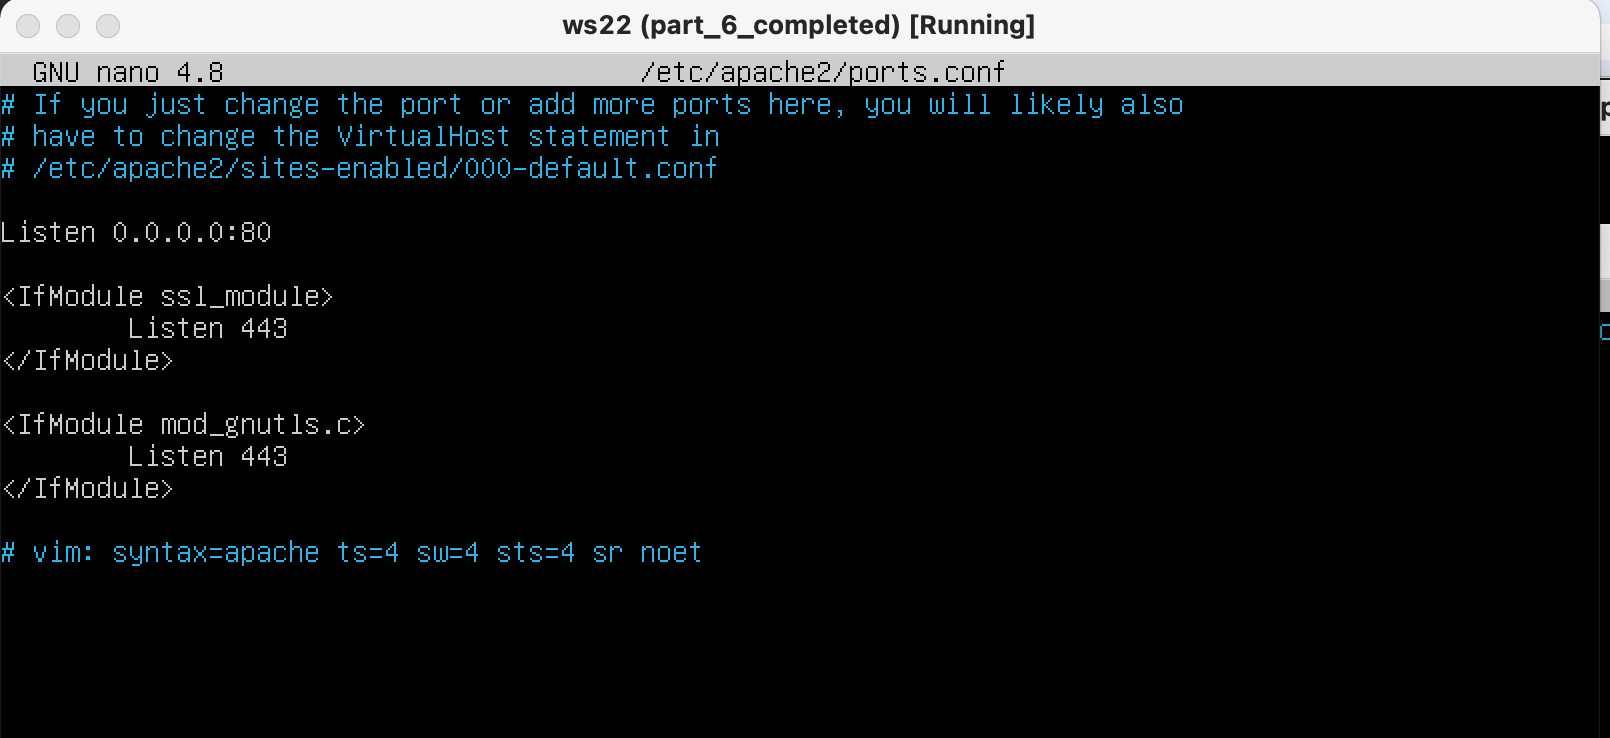 ws22 (part_6_completed) [Running]
GNU nano 4.8 /etc/apache2/ports.conf
# If you just change the port or add more ports here, you will likely also
# have to change the VirtualHost statement in
# /etc/apache2/sites-enabled/000-default.conf
Listen 0.0.0.0:80
<IfModule ssl_module>
Listen 443
</IfModule>
<IfModule mod_gnutls.c>
Listen 443
</IfModule>
# vim: syntax=apache ts=4 sw=4 sts=4 sr noet